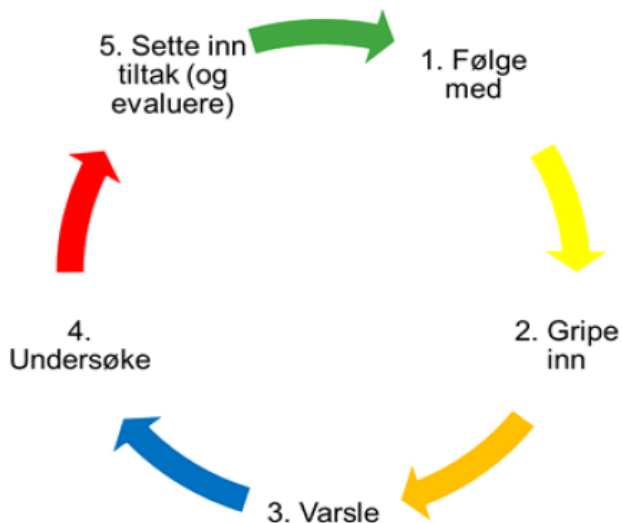 1. Følge
med
2. Gripe
inn
3. Varsle
4.
Undersøke
5. Sette inn
tiltak (og
evaluere)